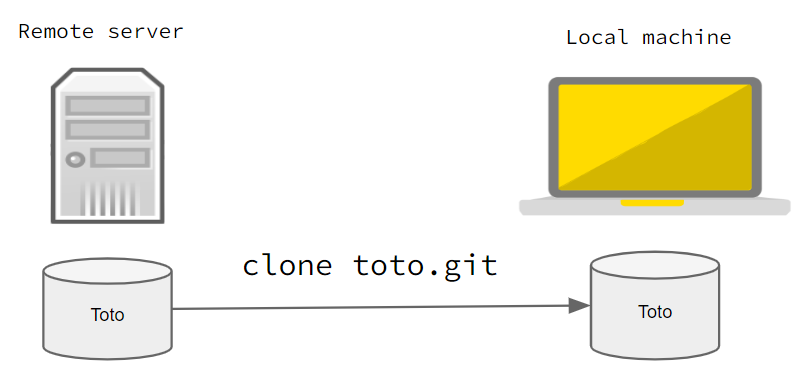 Remote server
Local machine
clone toto.git
Toto
Toto